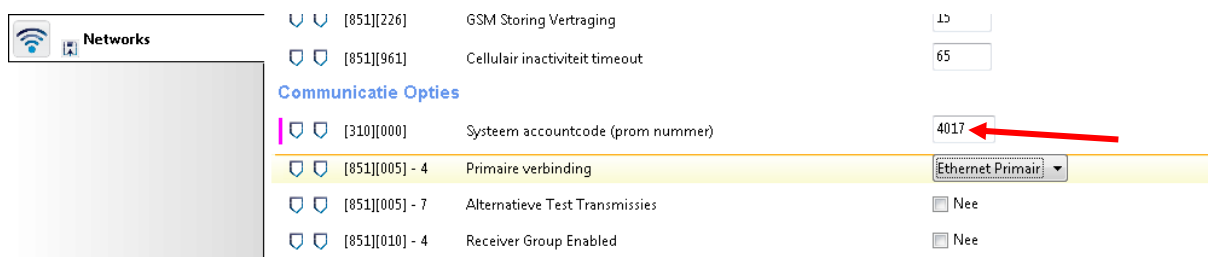 Networks
[851][226] GSM Storing Vertraging 15
[851][961] Cellulair inactiviteit timeout 65
Communicatie Opties
[310][000] Systeem accountcode (prom nummer) 4017
[851][005] - 4 Primaire verbinding Ethernet Primair
[851][005] - 7 Alternatieve Test Transmissies Nee
[851][010] - 4 Receiver Group Enabled Nee